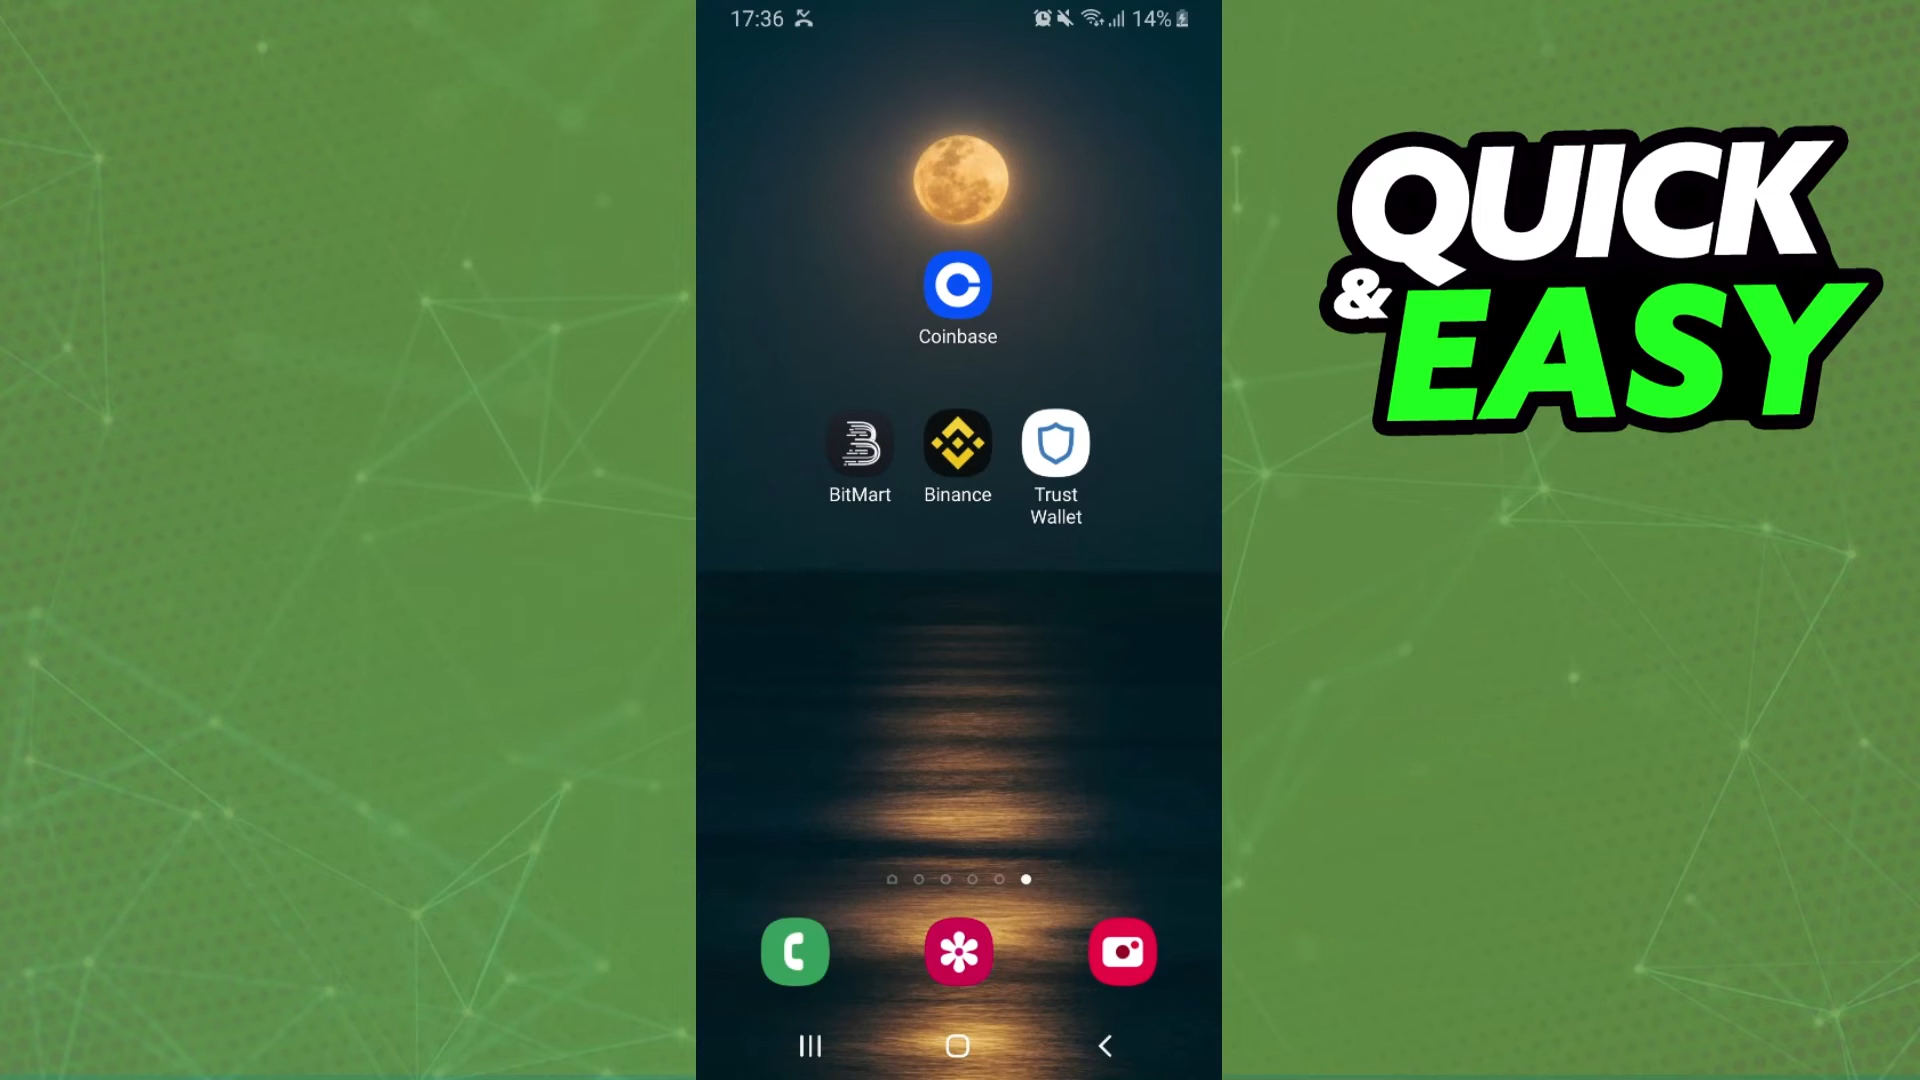 17:36
14%
QUICK
& EASY
Coinbase
BitMart
Binance
Trust
Wallet